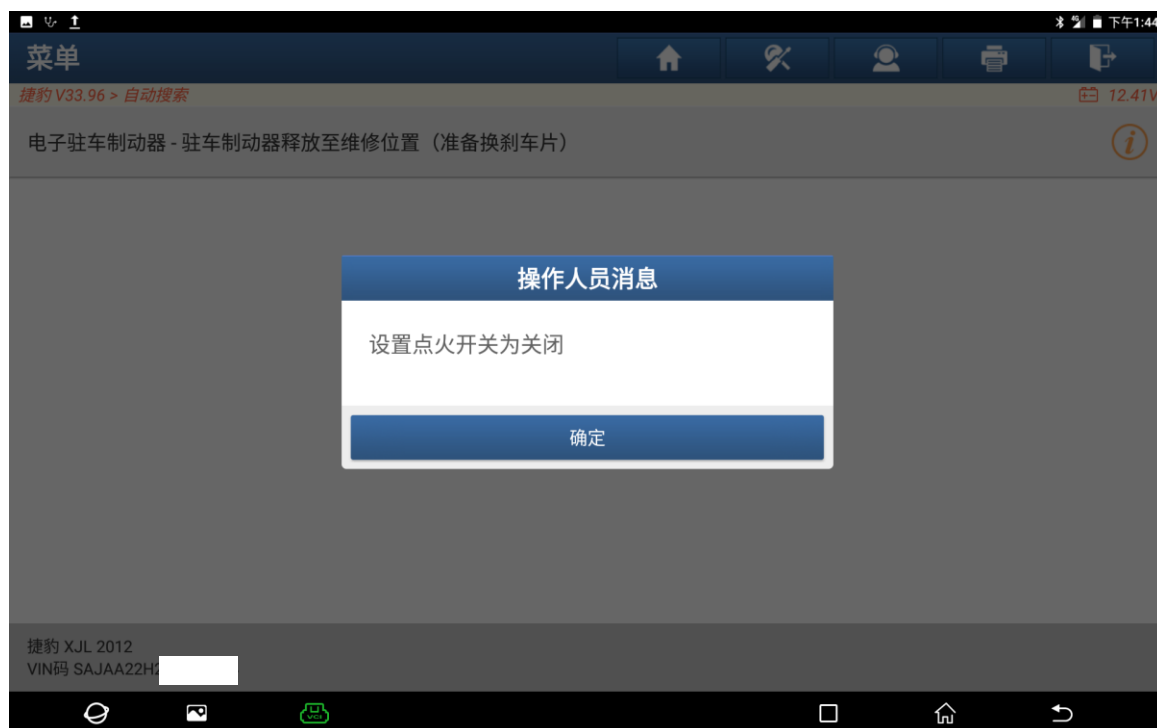 下午1:44
菜单
捷豹 V33.96 > 自动搜索
12.41V
电子驻车制动器 - 驻车制动器释放至维修位置（准备换刹车片）
操作人员消息
设置点火开关为关闭
确定
捷豹 XJL 2012
VIN码 SAJAA22H2
VCI